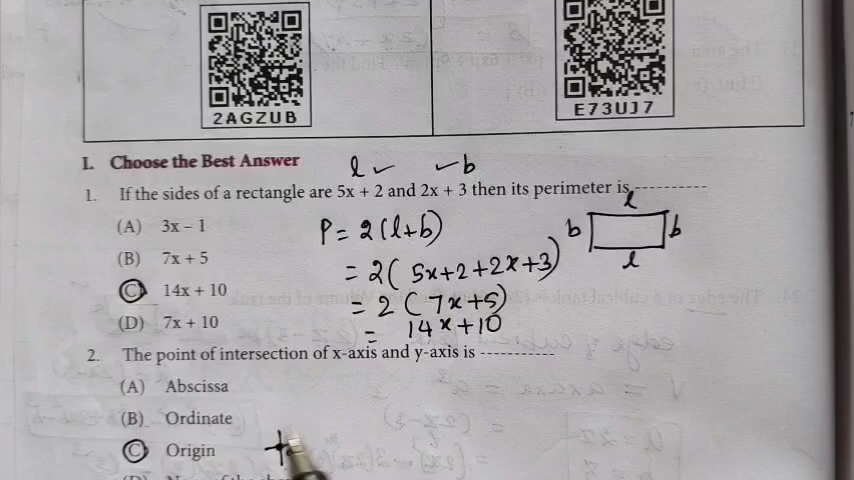 2AGZUB
E73UJ7
I. Choose the Best Answer
l ✓ ✓ b
1. If the sides of a rectangle are 5x + 2 and 2x + 3 then its perimeter is ----------
(A) 3x – 1
P = 2(l+b)
l
b b
l
(B) 7x + 5
= 2(5x+2+2x+3)
(C) 14x + 10
= 2(7x+5)
(D) 7x + 10
= 14x+10
2. The point of intersection of x-axis and y-axis is -----------
(A) Abscissa
(B) Ordinate
(C) Origin